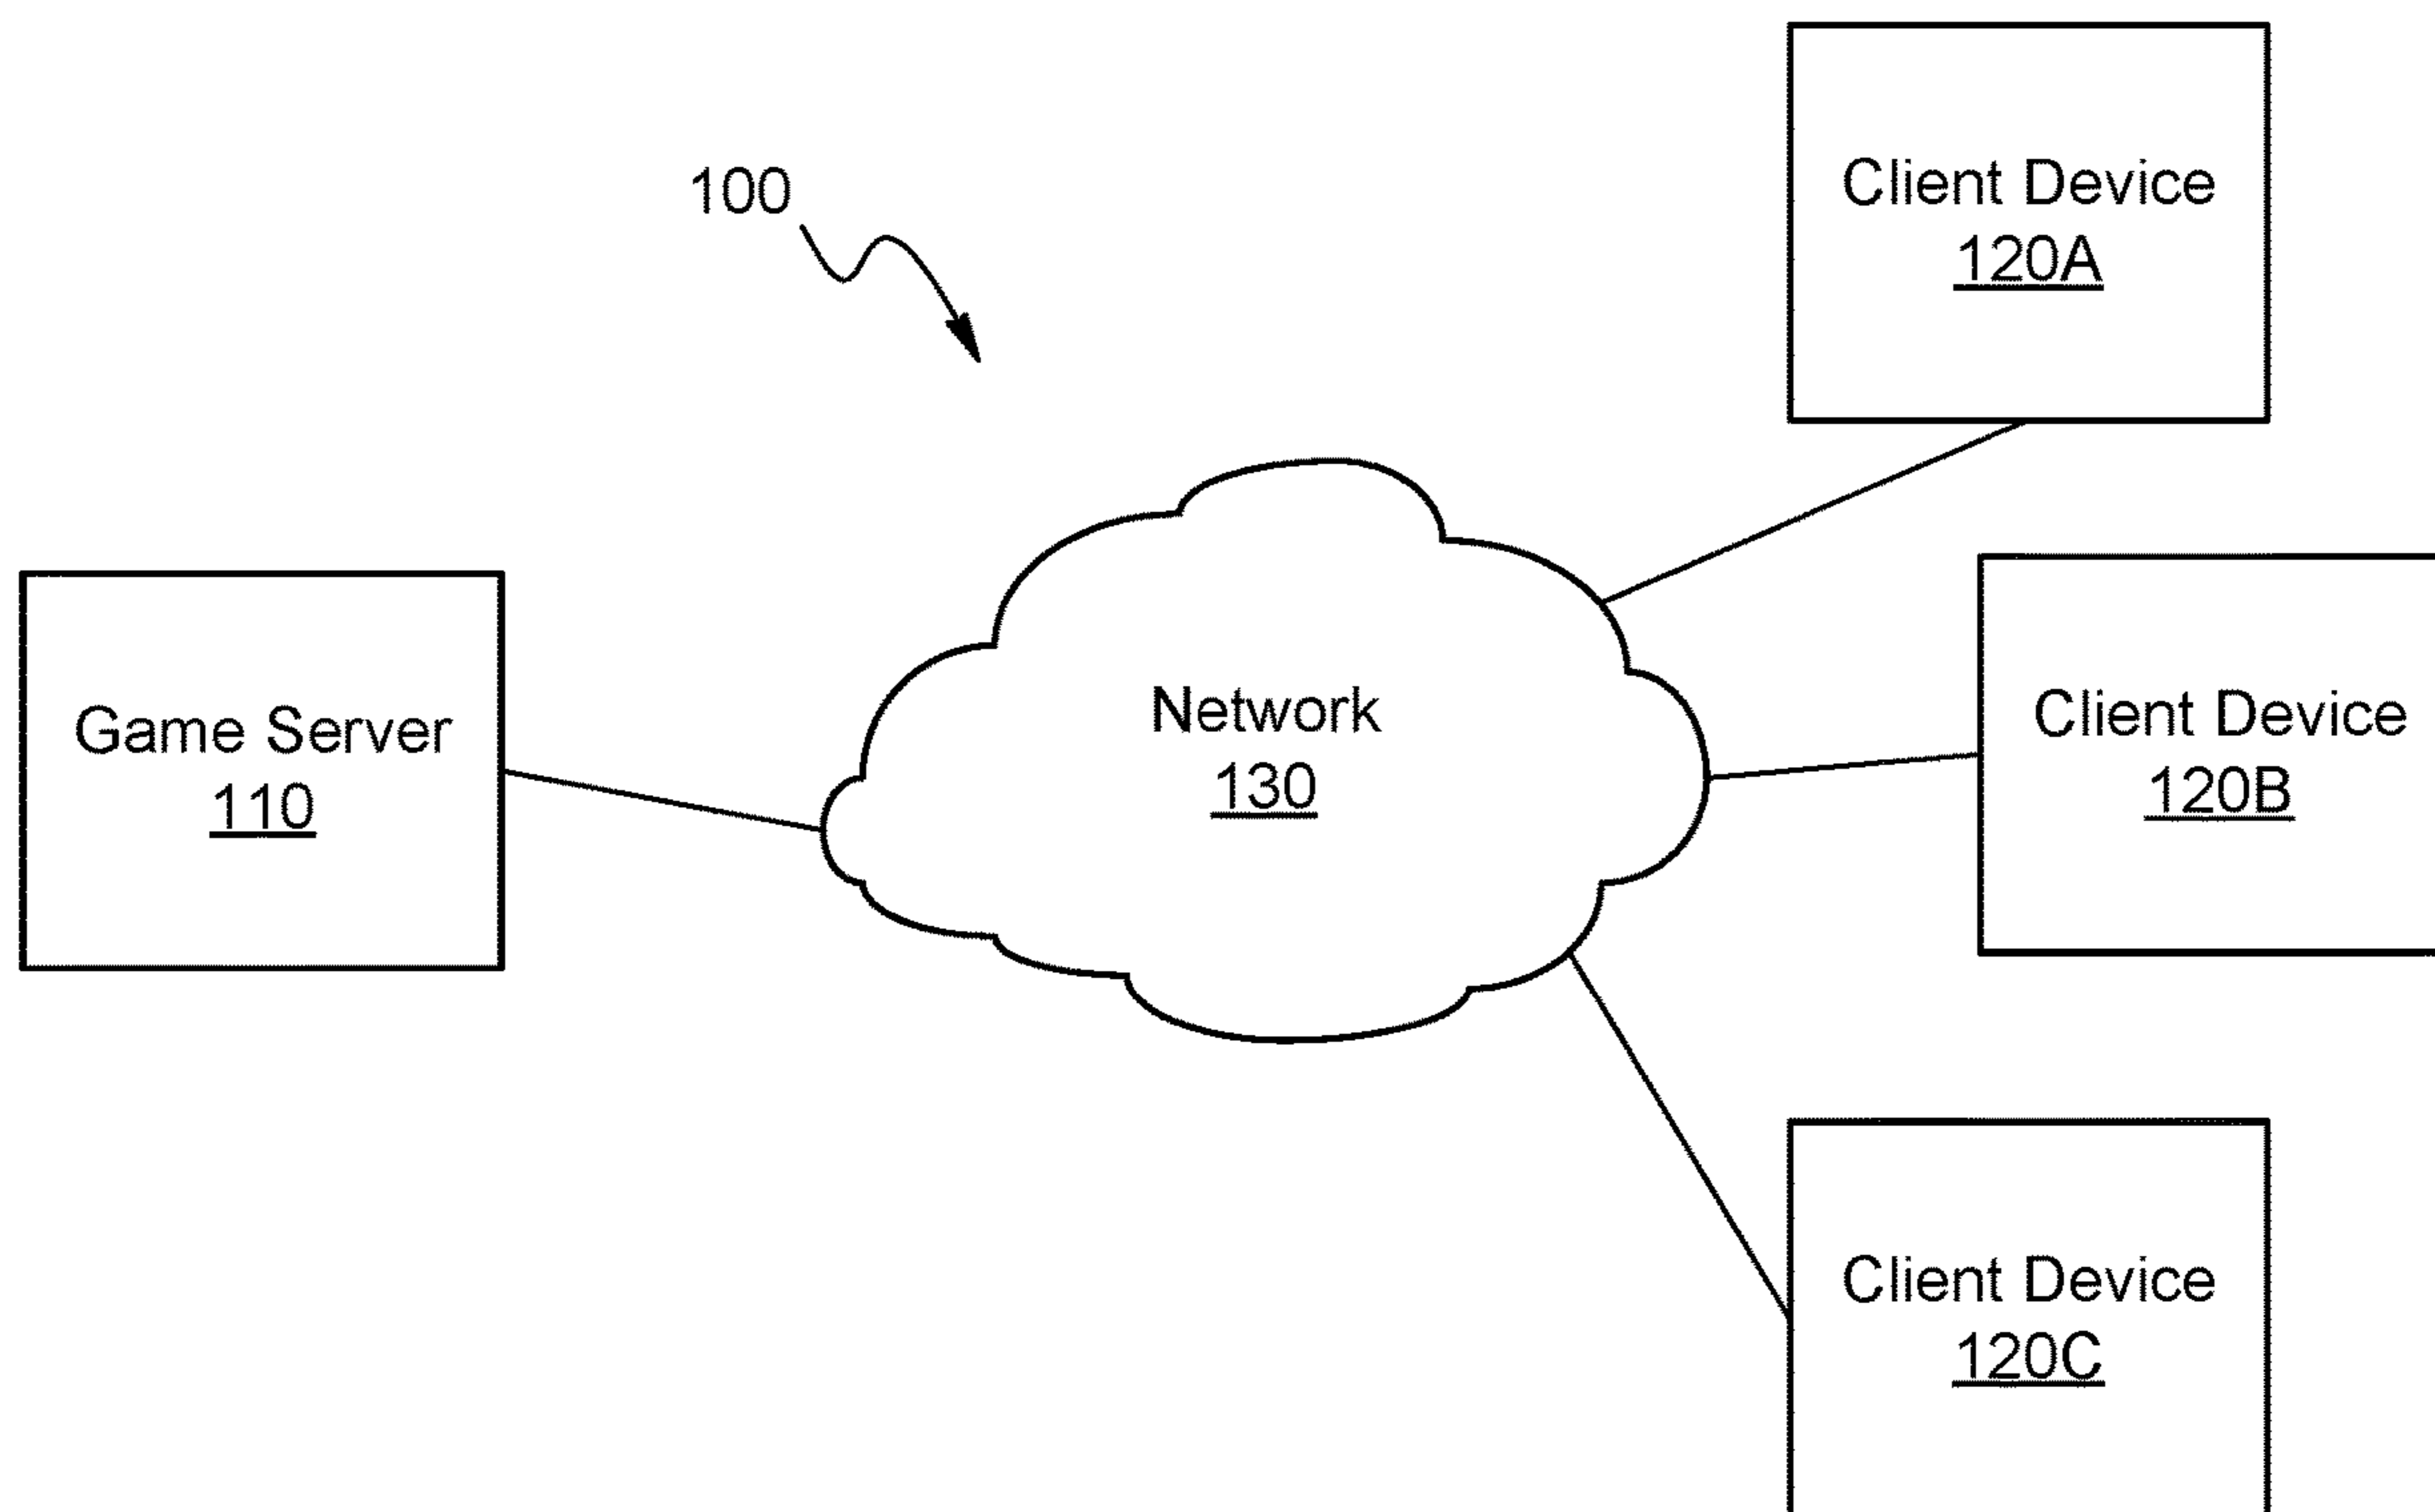 100
Client Device
120A
Game Server
110
Network
130
Client Device
120B
Client Device
120C